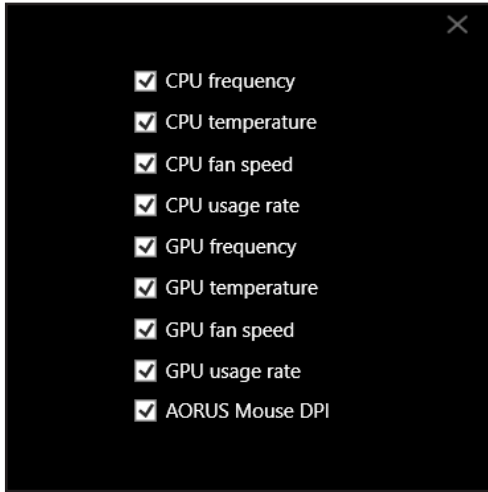 CPU frequency
CPU temperature
CPU fan speed
CPU usage rate
GPU frequency
GPU temperature
GPU fan speed
GPU usage rate
AORUS Mouse DPI